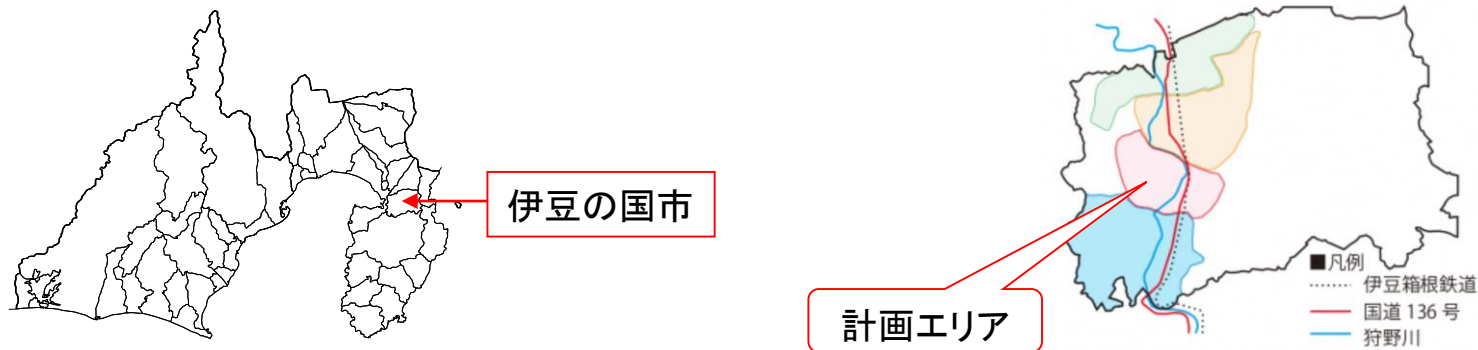 伊豆の国市
計画エリア
■凡例
伊豆箱根鉄道
国道 136 号
狩野川